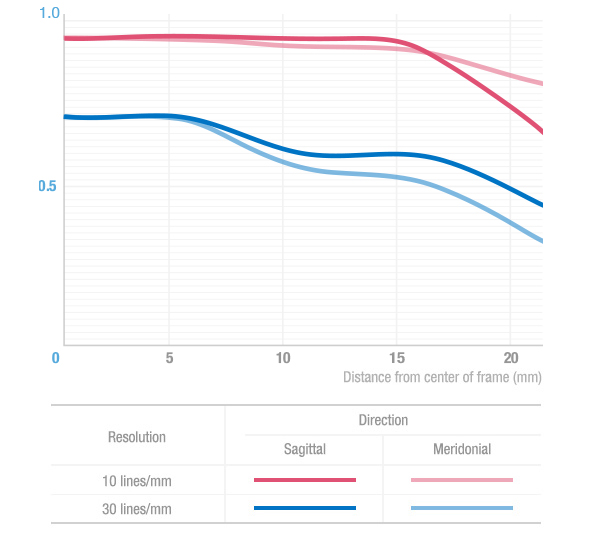 1.0
0.5
0 5 10 15 20
Distance from center of frame (mm)
Resolution
Direction
Sagittal Meridonial
10 lines/mm
30 lines/mm